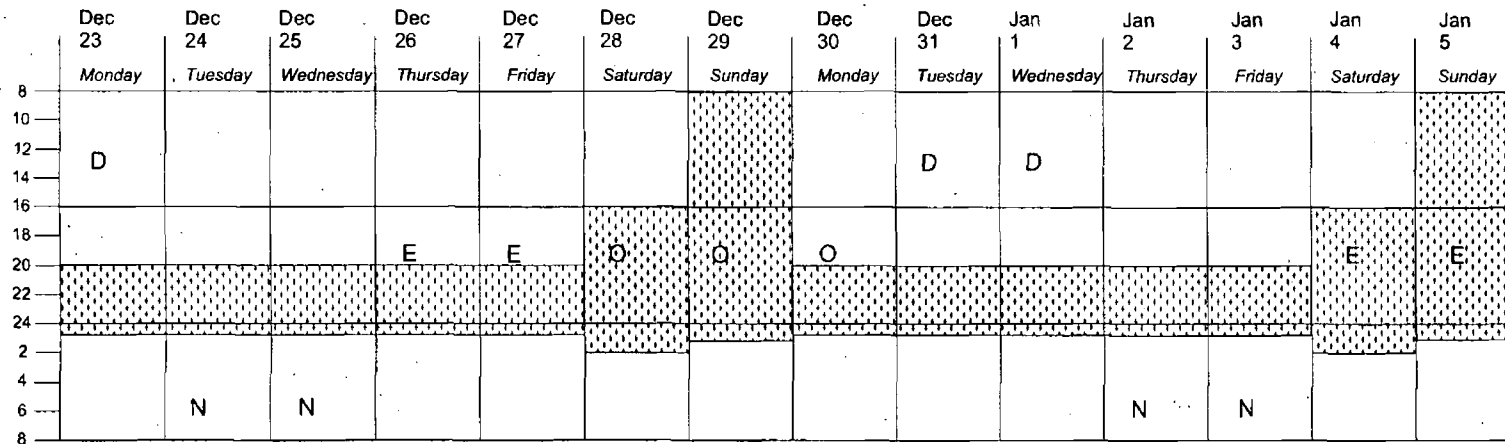 Dec Dec Dec Dec Dec Dec Dec Dec Dec Jan Jan Jan Jan Jan
23 24 25 26 27 28 29 30 31 1 2 3 4 5
Monday Tuesday Wednesday Thursday Friday Saturday Sunday Monday Tuesday Wednesday Thursday Friday Saturday Sunday
8
10
12
D D D
14
16
18
E E O O O E E
20
22
24
2
4
6 N N N N
8